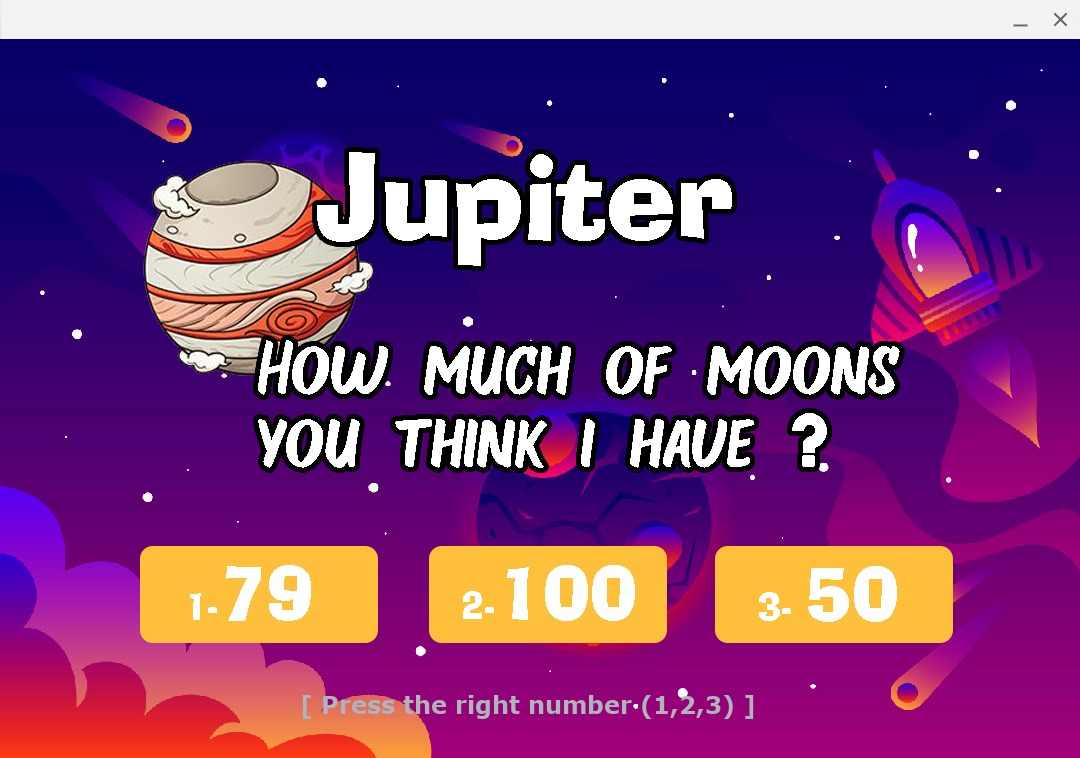 Jupiter
HOW MUCH OF MOONS
YOU THINK I HAVE ?
1- 79
2- 100
3- 50
[ Press the right number (1,2,3) ]